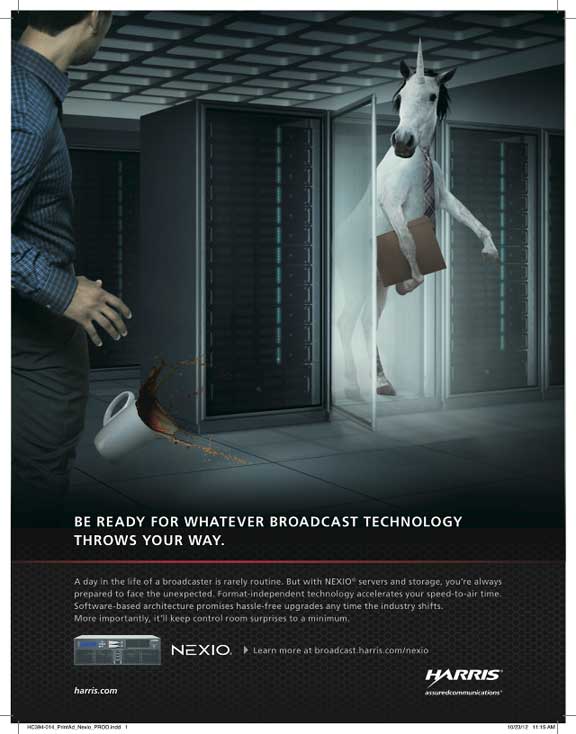 BE READY FOR WHATEVER BROADCAST TECHNOLOGY
THROWS YOUR WAY.
A day in the life of a broadcaster is rarely routine. But with NEXIO® servers and storage, you're always
prepared to face the unexpected. Format-independent technology accelerates your speed-to-air time.
Software-based architecture promises hassle-free upgrades any time the industry shifts.
More importantly, it'll keep control room surprises to a minimum.
NEXIO® Learn more at broadcast.harris.com/nexio
HARRIS®
assuredcommunications®
harris.com
HC384-014_PrintAd_Nexio_PROD.indd 1 10/23/12 11:15 AM